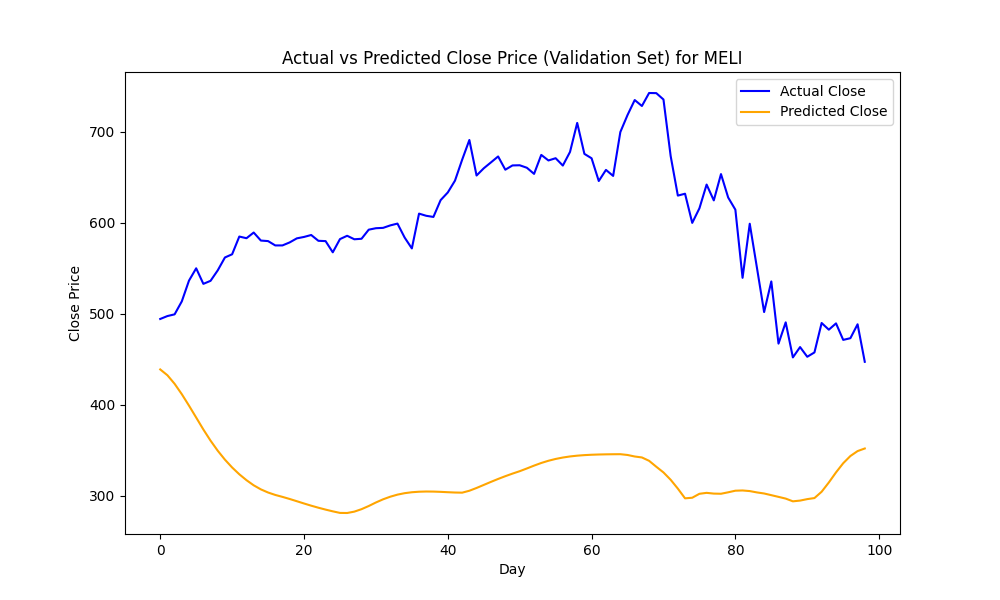 Actual vs Predicted Close Price (Validation Set) for MELI
Actual Close
Predicted Close
700
600
500
400
300
Close Price
0 20 40 60 80 100
Day